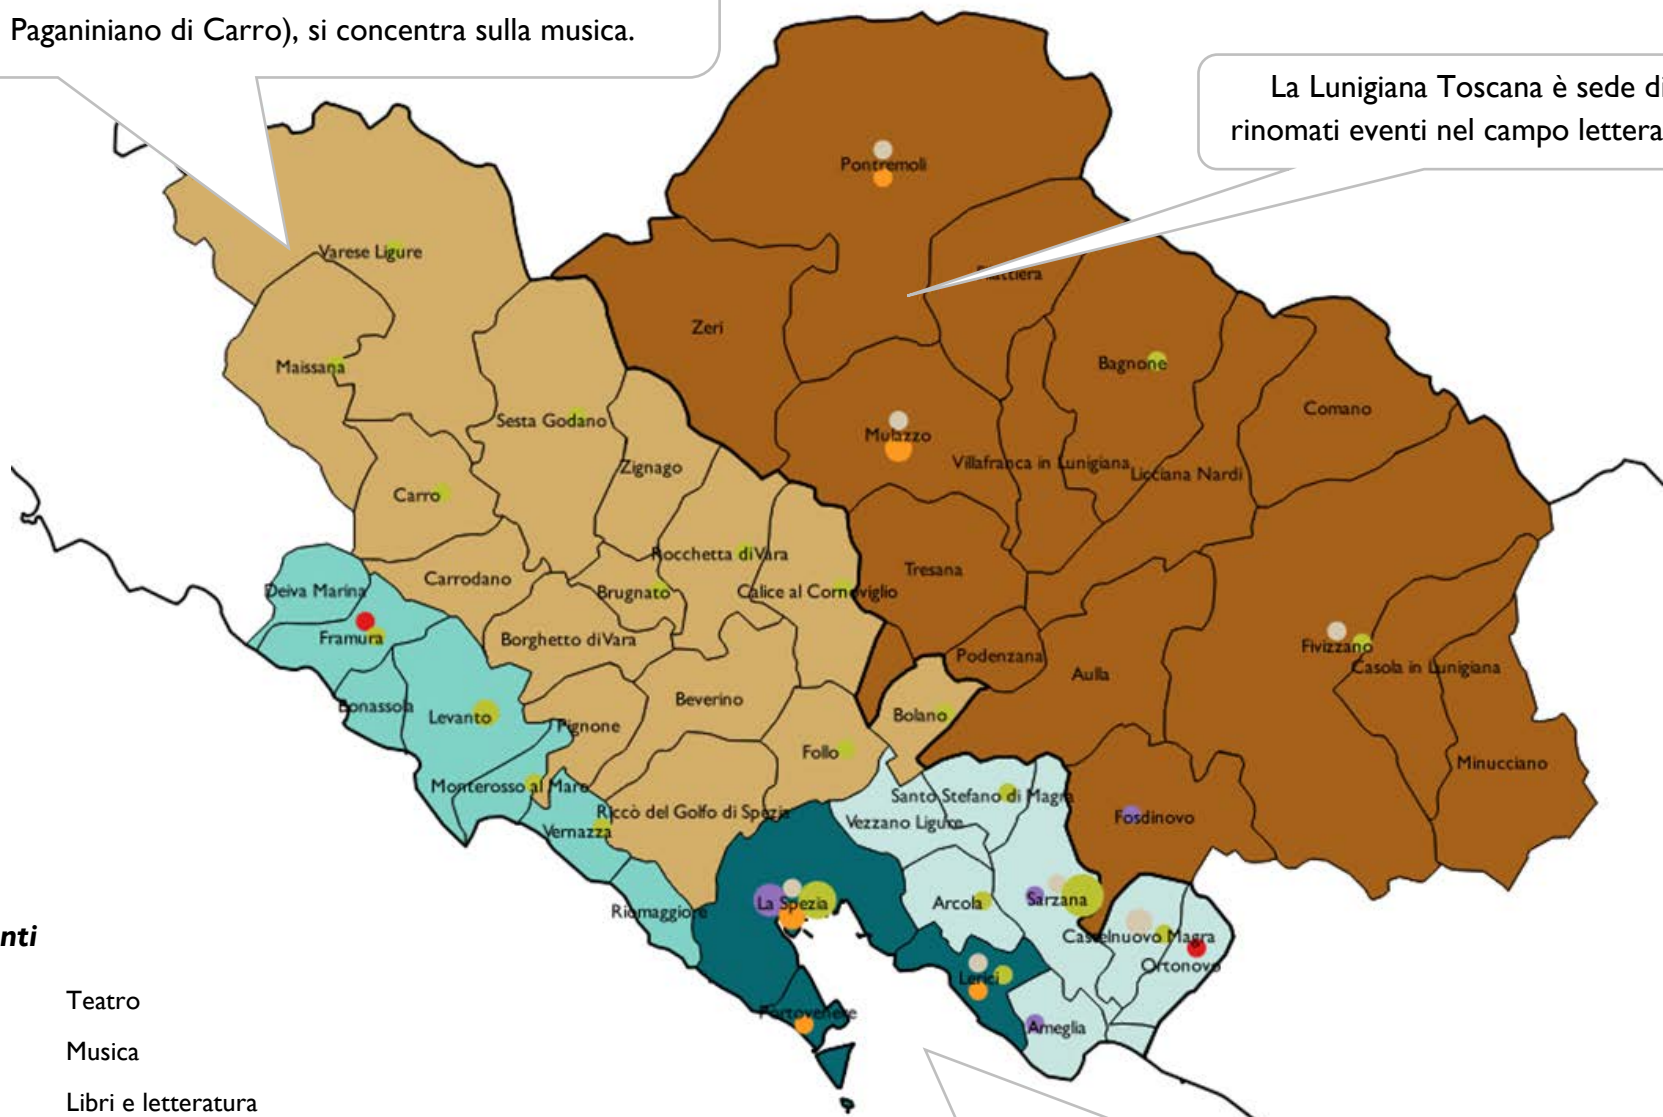 Paganiniano di Carro), si concentra sulla musica.
La Lunigiana Toscana è sede di
rinomati eventi nel campo lettera
Pontremoli
Varese Ligure
Filattiera
Zeri
Maissana
Bagnone
Comano
Sesta Godano
Mulazzo
Zignago
Villafranca in Lunigiana
Licciana Nardi
Carro
Rocchetta di Vara
Tresana
Carrodano
Deiva Marina
Brugnato
Calice al Cornoviglio
Framura
Borghetto di Vara
Podenzana
Fivizzano
Casola in Lunigiana
Aulla
Bonassola
Levanto
Beverino
Bolano
Pignone
Follo
Minucciano
Monterosso al Mare
Santo Stefano di Magra
Riccò del Golfo di Spezia
Vezzano Ligure
Fosdinovo
Vernazza
La Spezia
Arcola
Sarzana
Riomaggiore
nti
Castelnuovo Magra
Ortonovo
Lerici
Teatro
Portovenere
Ameglia
Musica
Libri e letteratura